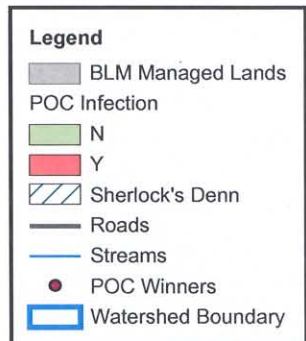 Legend
BLM Managed Lands
POC Infection
N
Y
Sherlock's Denn
Roads
Streams
POC Winners
Watershed Boundary